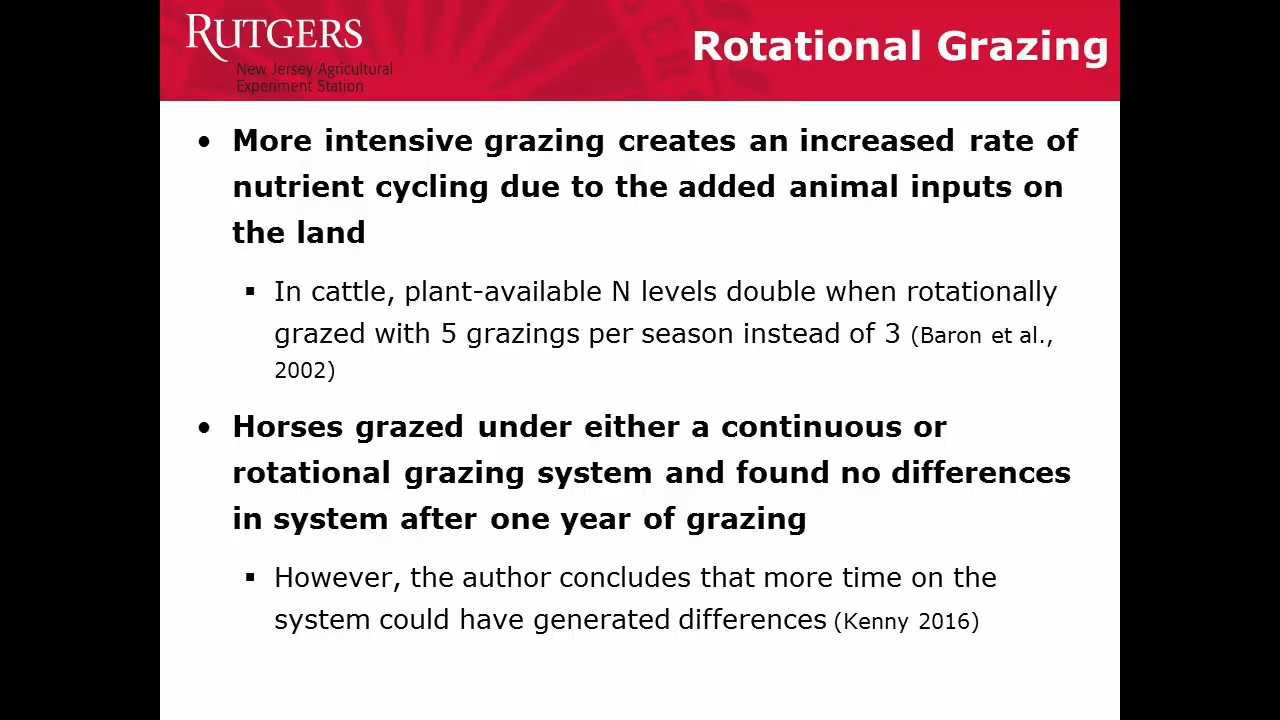 RUTGERS
New Jersey Agricultural
Experiment Station
Rotational Grazing
• More intensive grazing creates an increased rate of
nutrient cycling due to the added animal inputs on
the land
▪ In cattle, plant-available N levels double when rotationally
grazed with 5 grazings per season instead of 3 (Baron et al.,
2002)
• Horses grazed under either a continuous or
rotational grazing system and found no differences
in system after one year of grazing
▪ However, the author concludes that more time on the
system could have generated differences (Kenny 2016)